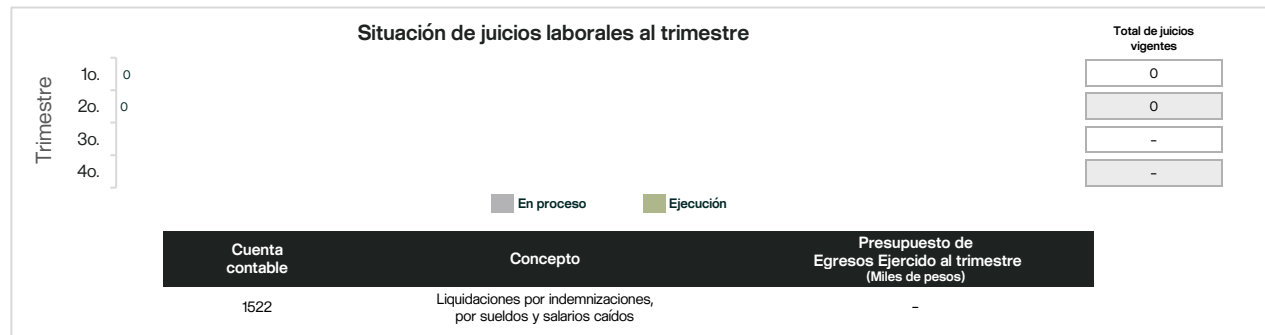 Situación de juicios laborales al trimestre
Total de juicios
vigentes
Trimestre
1o. 0 0
2o. 0 0
3o. -
4o. -
En proceso Ejecución
Cuenta
contable
Concepto
Presupuesto de
Egresos Ejercido al trimestre
(Miles de pesos)
1522
Liquidaciones por indemnizaciones,
por sueldos y salarios caídos
-